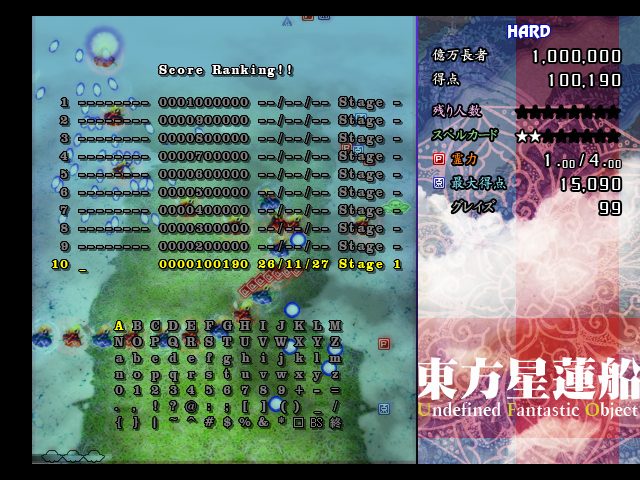 HARD
億万長者 1,000,000
得点 100,190
残り人数
スペルカード
P 霊力 1.00/4.00
点 最大得点 15,090
グレイズ 99
Score Ranking!!
1 -------- 0001000000 --/--/-- Stage -
2 -------- 0000900000 --/--/-- Stage -
3 -------- 0000800000 --/--/-- Stage -
4 -------- 0000700000 --/--/-- Stage -
5 -------- 0000600000 --/--/-- Stage -
6 -------- 0000500000 --/--/-- Stage -
7 -------- 0000400000 --/--/-- Stage -
8 -------- 0000300000 --/--/-- Stage -
9 -------- 0000200000 --/--/-- Stage -
10 _ 0000100190 26/11/27 Stage 1
A B C D E F G H I J K L M
N O P Q R S T U V W X Y Z
a b c d e f g h i j k l m
n o p q r s t u v w x y z
0 1 2 3 4 5 6 7 8 9 + - =
. , ! ? @ : ; [ ] ( ) _ /
{ } | ~ ^ # $ % & * □ BS 終
東方星蓮船
Undefined Fantastic Object